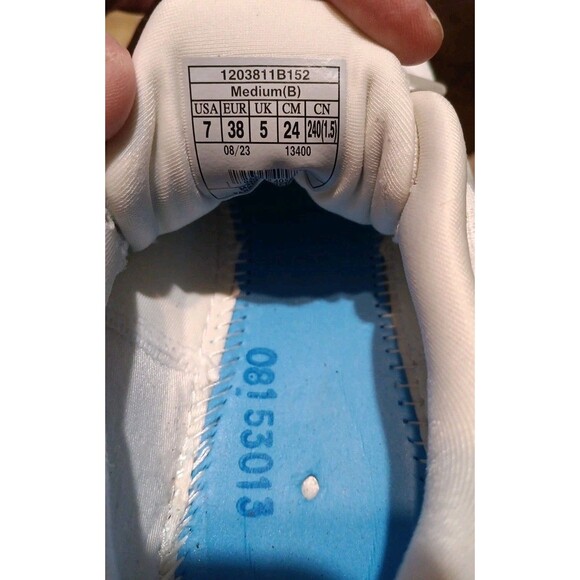 1203811B152
Medium(B)
USA EUR UK CM CN
7 38 5 24 240(1.5)
08/23 13400
08153013